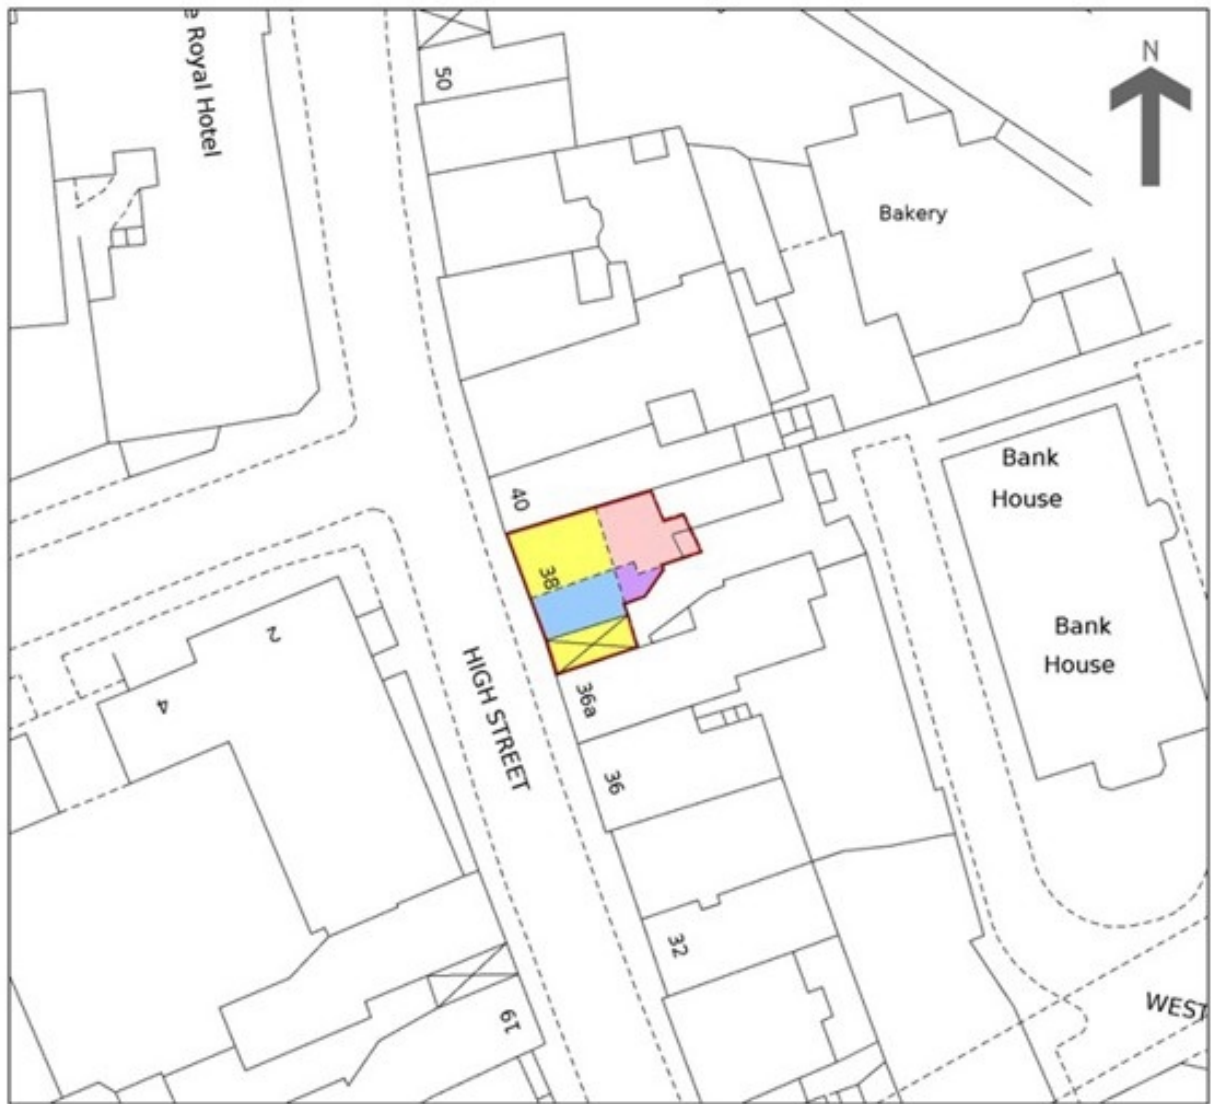 e Royal Hotel
50
N
Bakery
40
Bank
House
38
2
4
HIGH STREET
36a
Bank
House
36
32
19
WEST